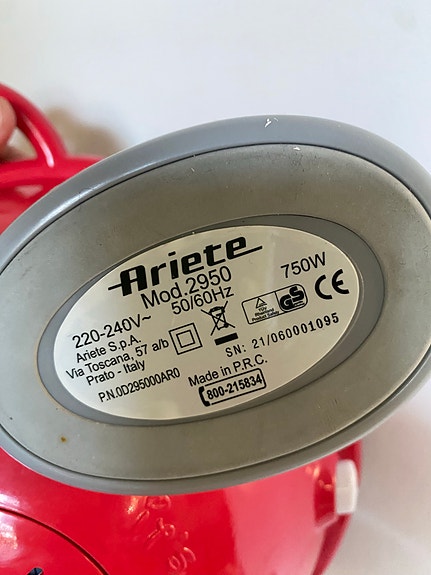 Ariete
Mod.2950
220-240V~ 50/60Hz 750W
Ariete S.p.A.
Via Toscana, 57 a/b
Prato - Italy
P.N.0D295000AR0
CE
SN: 21/060001095
Made in P.R.C.
800-215834